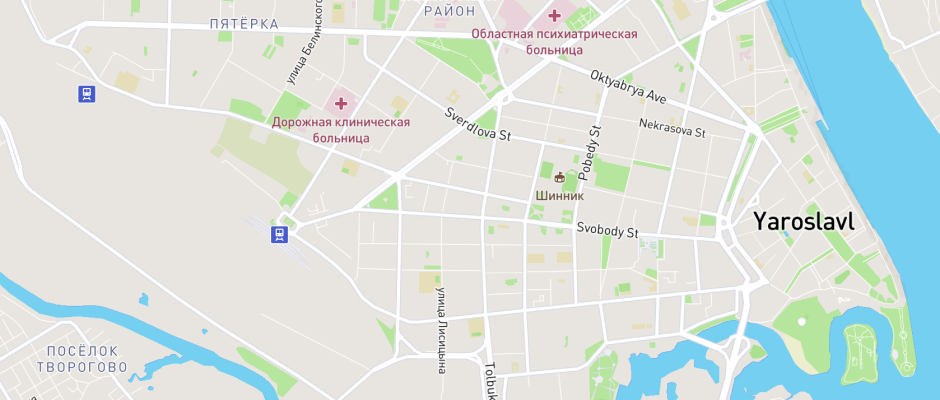 РАЙОН
ПЯТЁРКА
Областная психиатрическая
больница
улица Белинского
Oktyabrya Ave
Дорожная клиническая
больница
Sverdlova St
Nekrasova St
Pobedy St
Шинник
Yaroslavl
Svobody St
улица Лисицына
ПОСЁЛОК
ТВОРОГОВО